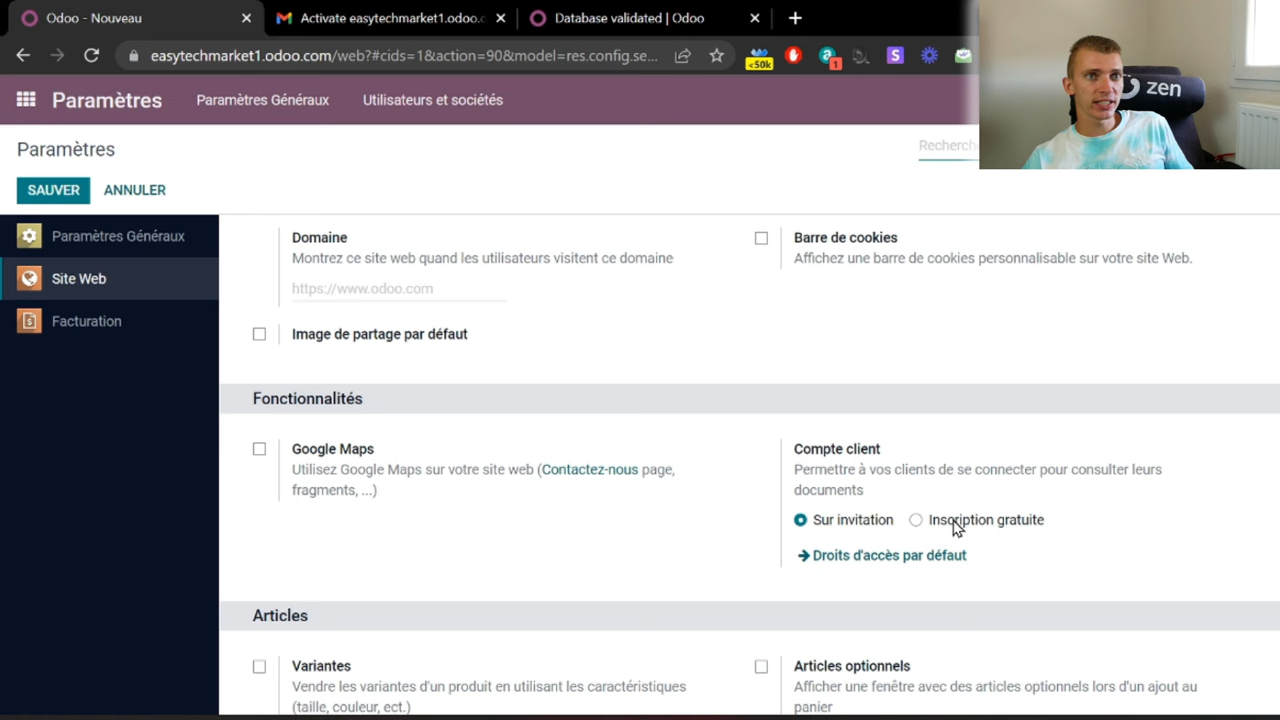 Odoo - Nouveau
Activate easytechmarket1.odoo.c
Database validated | Odoo
easytechmarket1.odoo.com/web?#cids=1&action=90&model=res.config.se...
<50k
1
zen
Paramètres
Paramètres Généraux
Utilisateurs et sociétés
Paramètres
Recherch
SAUVER
ANNULER
Paramètres Généraux
Site Web
Facturation
Domaine
Montrez ce site web quand les utilisateurs visitent ce domaine
https://www.odoo.com
Barre de cookies
Affichez une barre de cookies personnalisable sur votre site Web.
Image de partage par défaut
Fonctionnalités
Google Maps
Utilisez Google Maps sur votre site web (Contactez-nous page,
fragments, ...)
Compte client
Permettre à vos clients de se connecter pour consulter leurs
documents
Sur invitation
Inscription gratuite
Droits d'accès par défaut
Articles
Variantes
Vendre les variantes d'un produit en utilisant les caractéristiques
(taille, couleur, ect.)
Articles optionnels
Afficher une fenêtre avec des articles optionnels lors d'un ajout au
panier